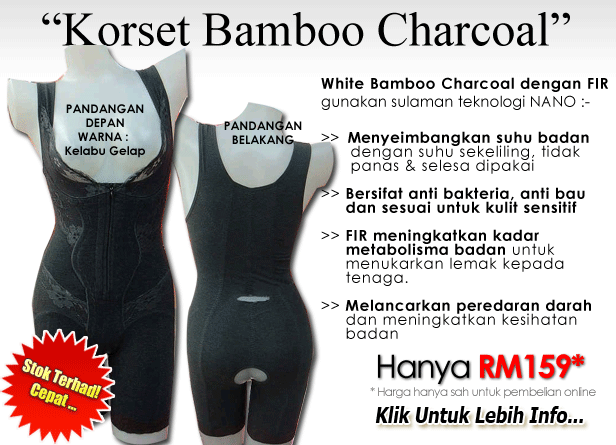 “Korset Bamboo Charcoal”
PANDANGAN
DEPAN
WARNA :
Kelabu Gelap
PANDANGAN
BELAKANG
White Bamboo Charcoal dengan FIR
gunakan sulaman teknologi NANO :-
>> Menyeimbangkan suhu badan
dengan suhu sekeliling, tidak
panas & selesa dipakai
>> Bersifat anti bakteria, anti bau
dan sesuai untuk kulit sensitif
>> FIR meningkatkan kadar
metabolisma badan untuk
menukarkan lemak kepada
tenaga.
>> Melancarkan peredaran darah
dan meningkatkan kesihatan
badan
Stok Terhad!
Cepat ...
Hanya RM159*
* Harga hanya sah untuk pembelian online
Klik Untuk Lebih Info...